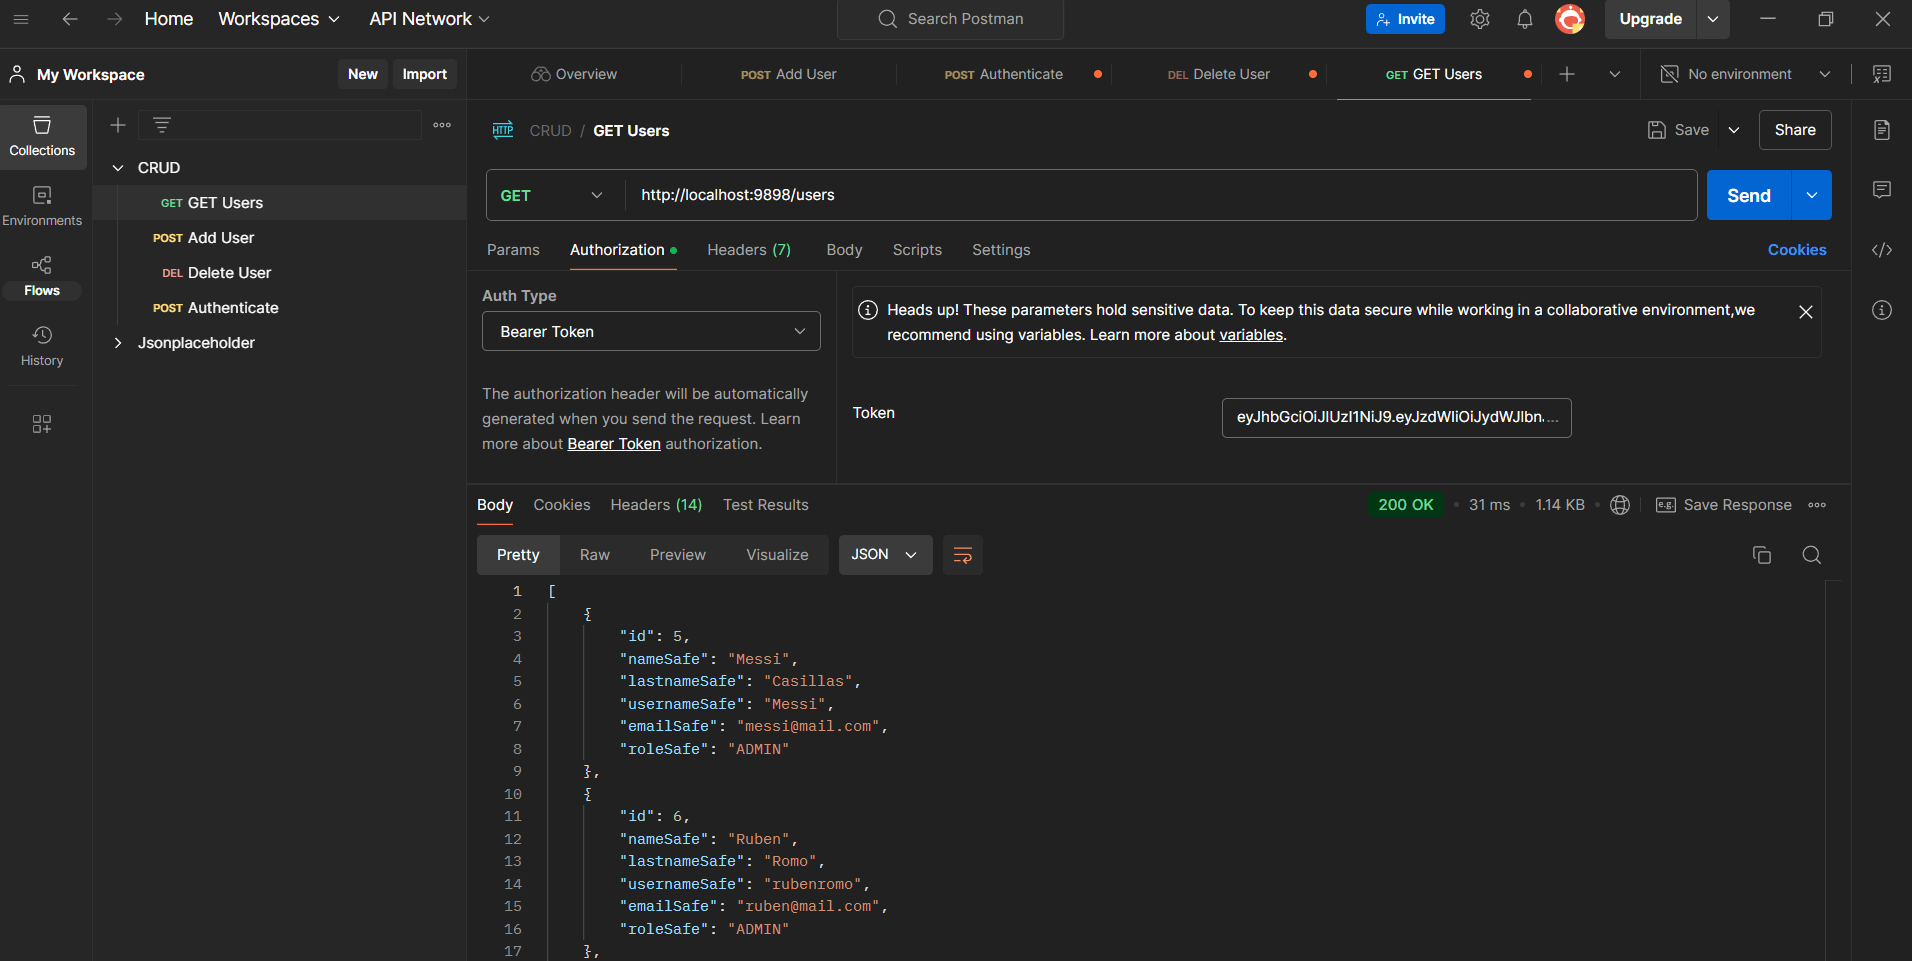 Home Workspaces API Network Search Postman Invite Upgrade
My Workspace New Import Overview POST Add User POST Authenticate DEL Delete User GET GET Users No environment
Collections
Environments
Flows
History
CRUD
GET GET Users
POST Add User
DEL Delete User
POST Authenticate
Jsonplaceholder
HTTP CRUD / GET Users Save Share
GET http://localhost:9898/users Send
Params Authorization Headers (7) Body Scripts Settings Cookies
Auth Type
Bearer Token
The authorization header will be automatically
generated when you send the request. Learn
more about Bearer Token authorization.
Heads up! These parameters hold sensitive data. To keep this data secure while working in a collaborative environment,we
recommend using variables. Learn more about variables.
Token eyJhbGciOiJIUzI1NiJ9.eyJzdWIiOiJydWJlbn...
Body Cookies Headers (14) Test Results 200 OK • 31 ms • 1.14 KB • e.g. Save Response
Pretty Raw Preview Visualize JSON
1 [
2 {
3 "id": 5,
4 "nameSafe": "Messi",
5 "lastnameSafe": "Casillas",
6 "usernameSafe": "Messi",
7 "emailSafe": "messi@mail.com",
8 "roleSafe": "ADMIN"
9 },
10 {
11 "id": 6,
12 "nameSafe": "Ruben",
13 "lastnameSafe": "Romo",
14 "usernameSafe": "rubenromo",
15 "emailSafe": "ruben@mail.com",
16 "roleSafe": "ADMIN"
17 },